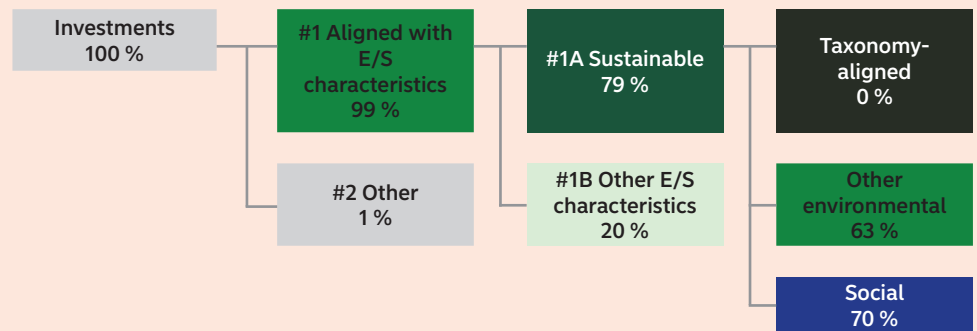 Investments
100 %
#1 Aligned with
E/S
characteristics
99 %
#1A Sustainable
79 %
Taxonomy-
aligned
0 %
#2 Other
1 %
#1B Other E/S
characteristics
20 %
Other
environmental
63 %
Social
70 %